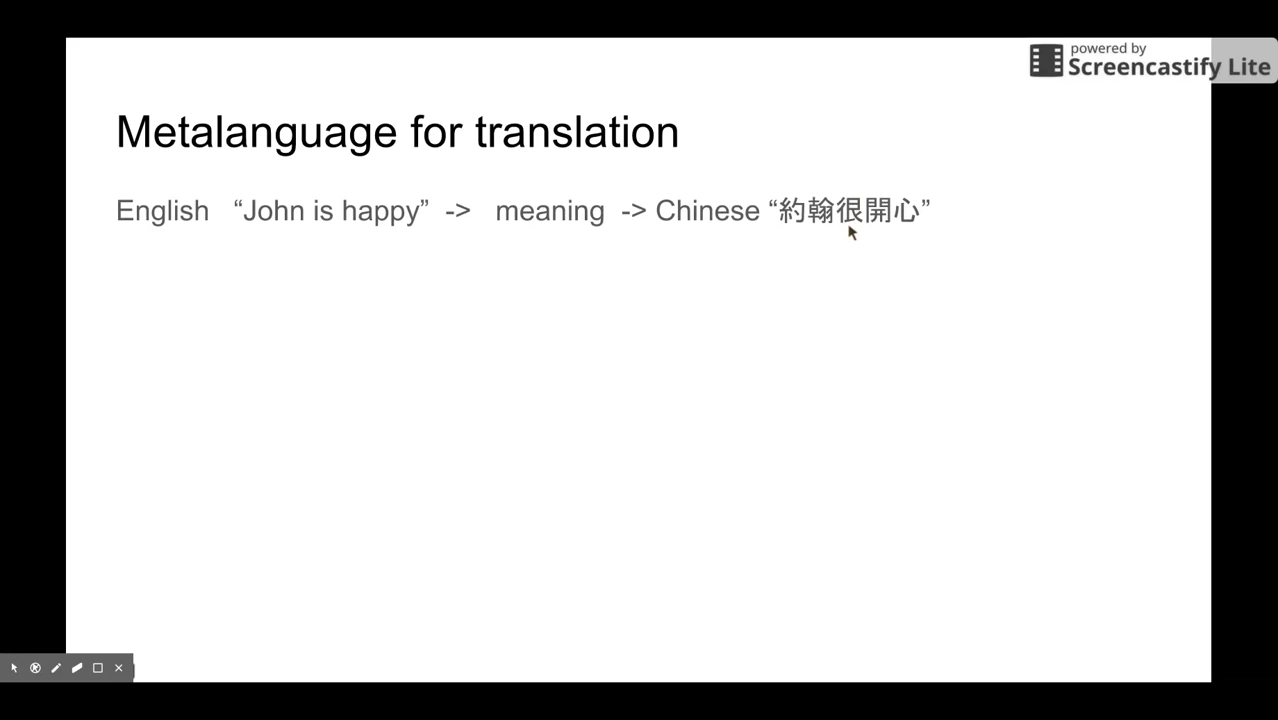 powered by
Screencastify Lite
Metalanguage for translation
English “John is happy” -> meaning -> Chinese “約翰很開心”